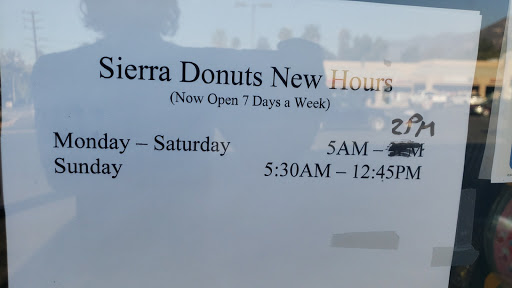 Sierra Donuts New Hours
(Now Open 7 Days a Week)
2PM
Monday – Saturday 5AM –
Sunday 5:30AM – 12:45PM